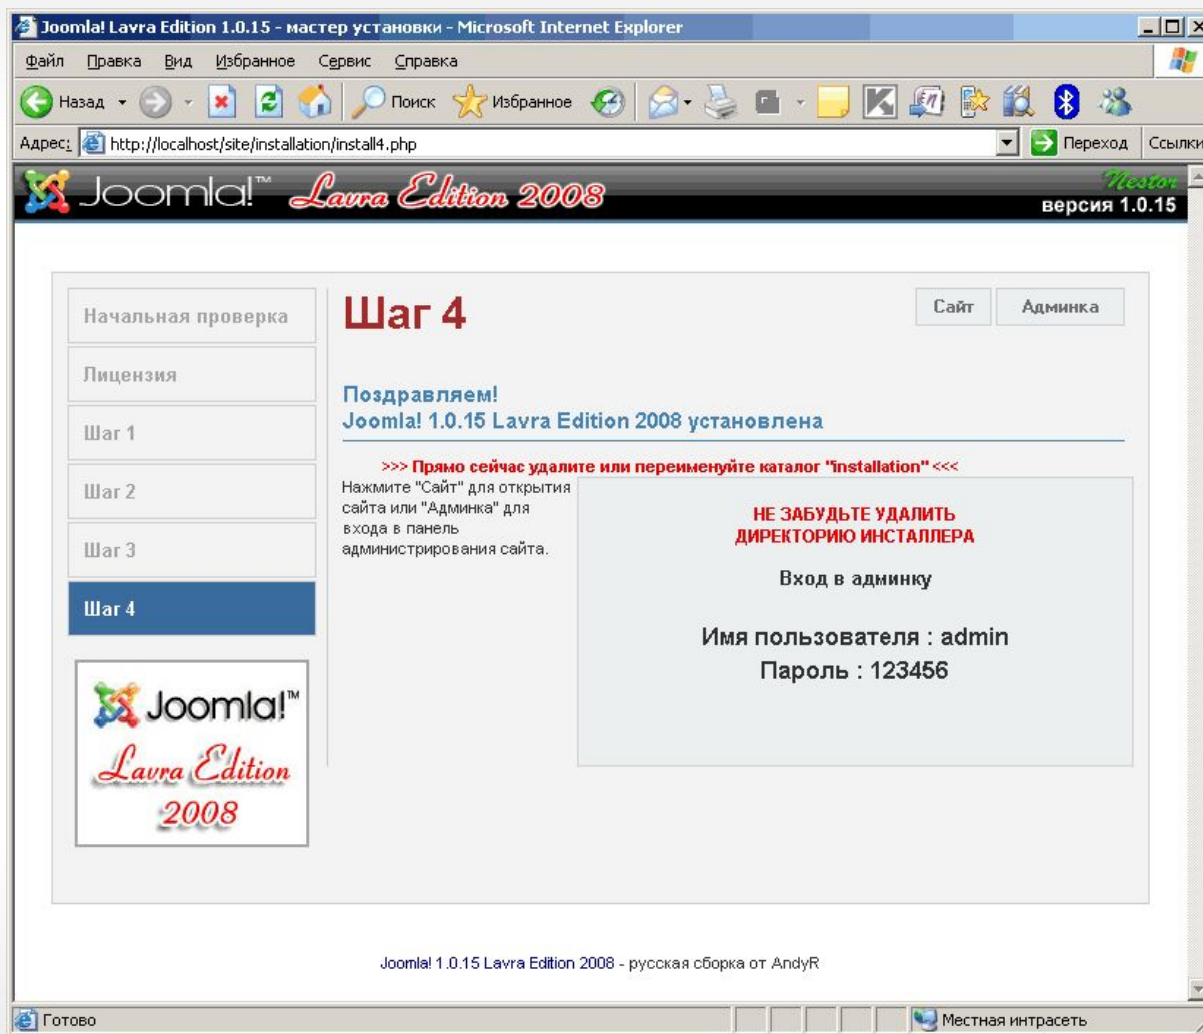 Joomla! Lavra Edition 1.0.15 - мастер установки - Microsoft Internet Explorer
Файл Правка Вид Избранное Сервис Справка
Назад Поиск Избранное
Адрес: http://localhost/site/installation/install4.php Переход Ссылки
Joomla!™ Lavra Edition 2008 Nestor
версия 1.0.15
Начальная проверка
Лицензия
Шаг 1
Шаг 2
Шаг 3
Шаг 4
Joomla!™
Lavra Edition
2008
Шаг 4
Сайт Админка
Поздравляем!
Joomla! 1.0.15 Lavra Edition 2008 установлена
>>> Прямо сейчас удалите или переименуйте каталог "installation" <<<
Нажмите "Сайт" для открытия
сайта или "Админка" для
входа в панель
администрирования сайта.
НЕ ЗАБУДЬТЕ УДАЛИТЬ
ДИРЕКТОРИЮ ИНСТАЛЛЕРА
Вход в админку
Имя пользователя : admin
Пароль : 123456
Joomla! 1.0.15 Lavra Edition 2008 - русская сборка от AndyR
Готово Местная интрасеть